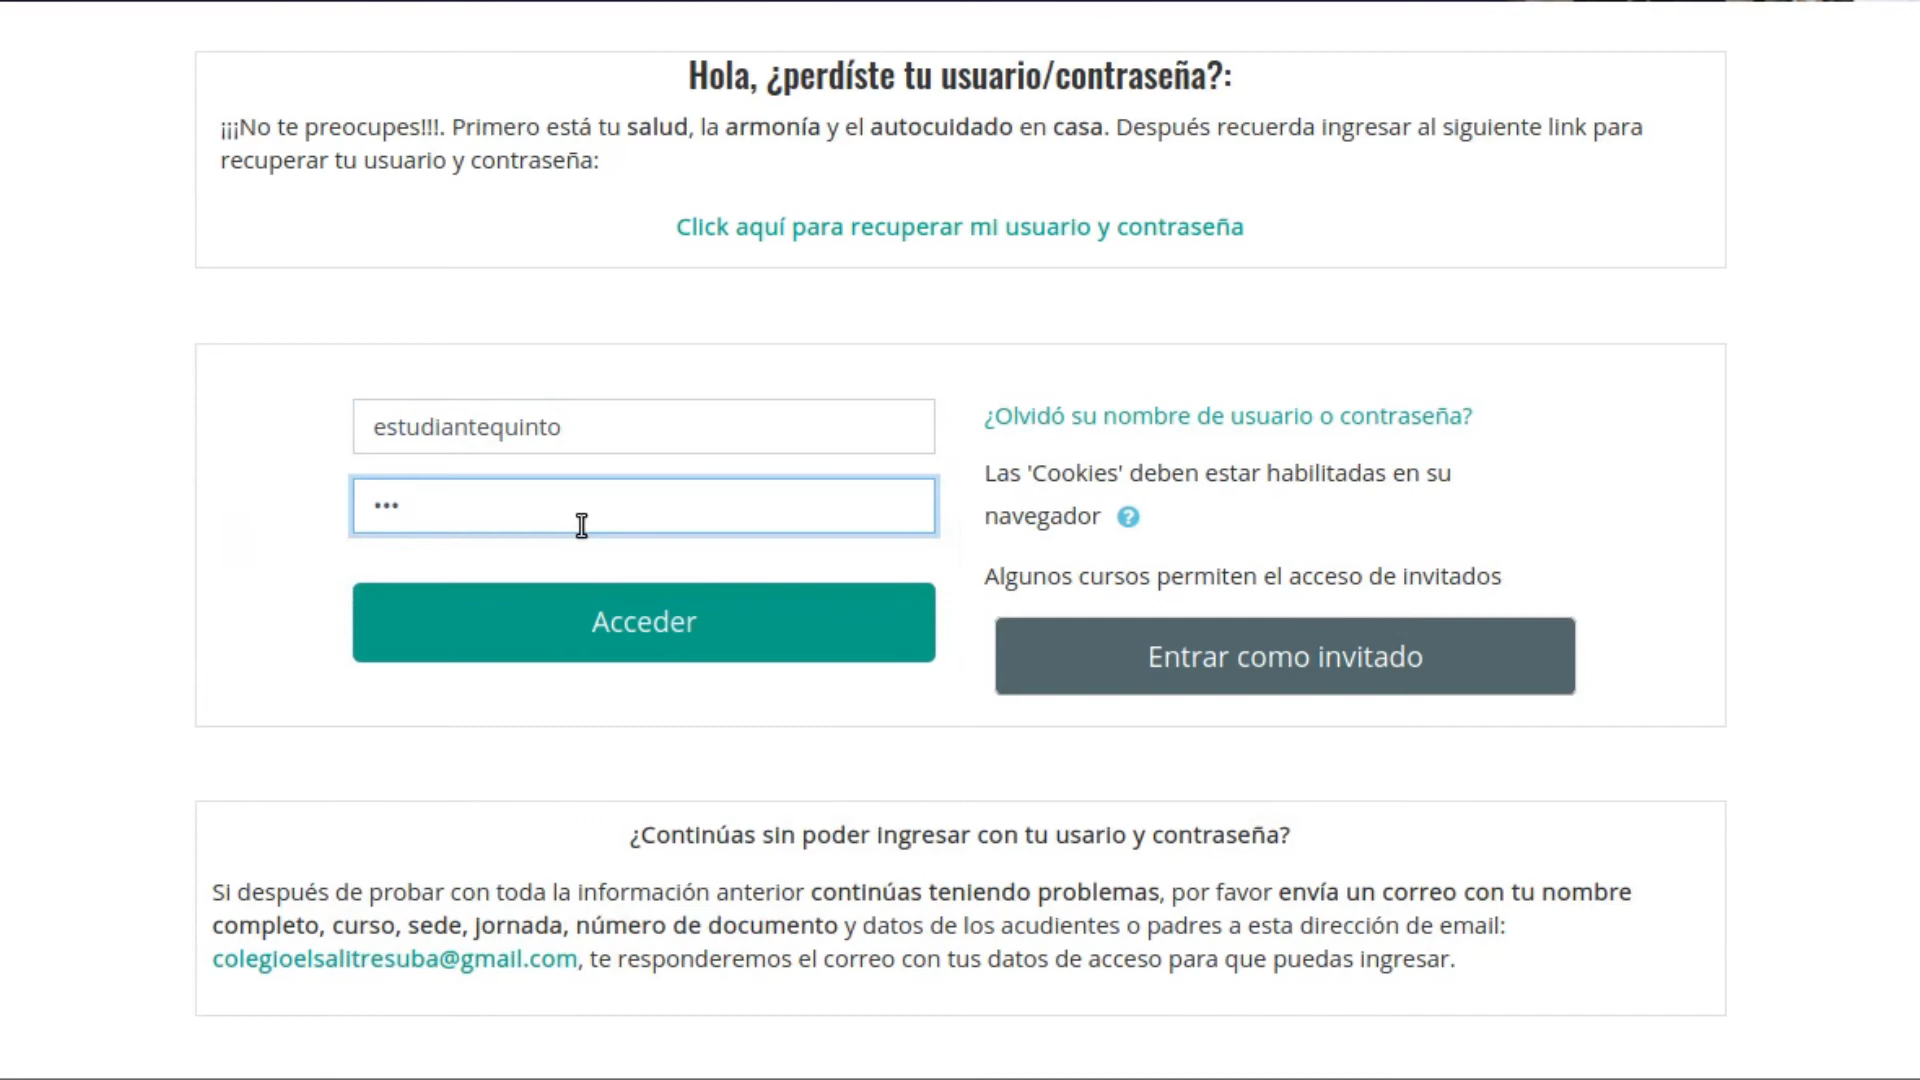 Hola, ¿perdíste tu usuario/contraseña?:
¡¡¡No te preocupes!!!. Primero está tu salud, la armonía y el autocuidado en casa. Después recuerda ingresar al siguiente link para
recuperar tu usuario y contraseña:
Click aquí para recuperar mi usuario y contraseña
estudiantequinto
•••
Acceder
¿Olvidó su nombre de usuario o contraseña?
Las 'Cookies' deben estar habilitadas en su
navegador ?
Algunos cursos permiten el acceso de invitados
Entrar como invitado
¿Continúas sin poder ingresar con tu usario y contraseña?
Si después de probar con toda la información anterior continúas teniendo problemas, por favor envía un correo con tu nombre
completo, curso, sede, jornada, número de documento y datos de los acudientes o padres a esta dirección de email:
colegioelsalitresuba@gmail.com, te responderemos el correo con tus datos de acceso para que puedas ingresar.